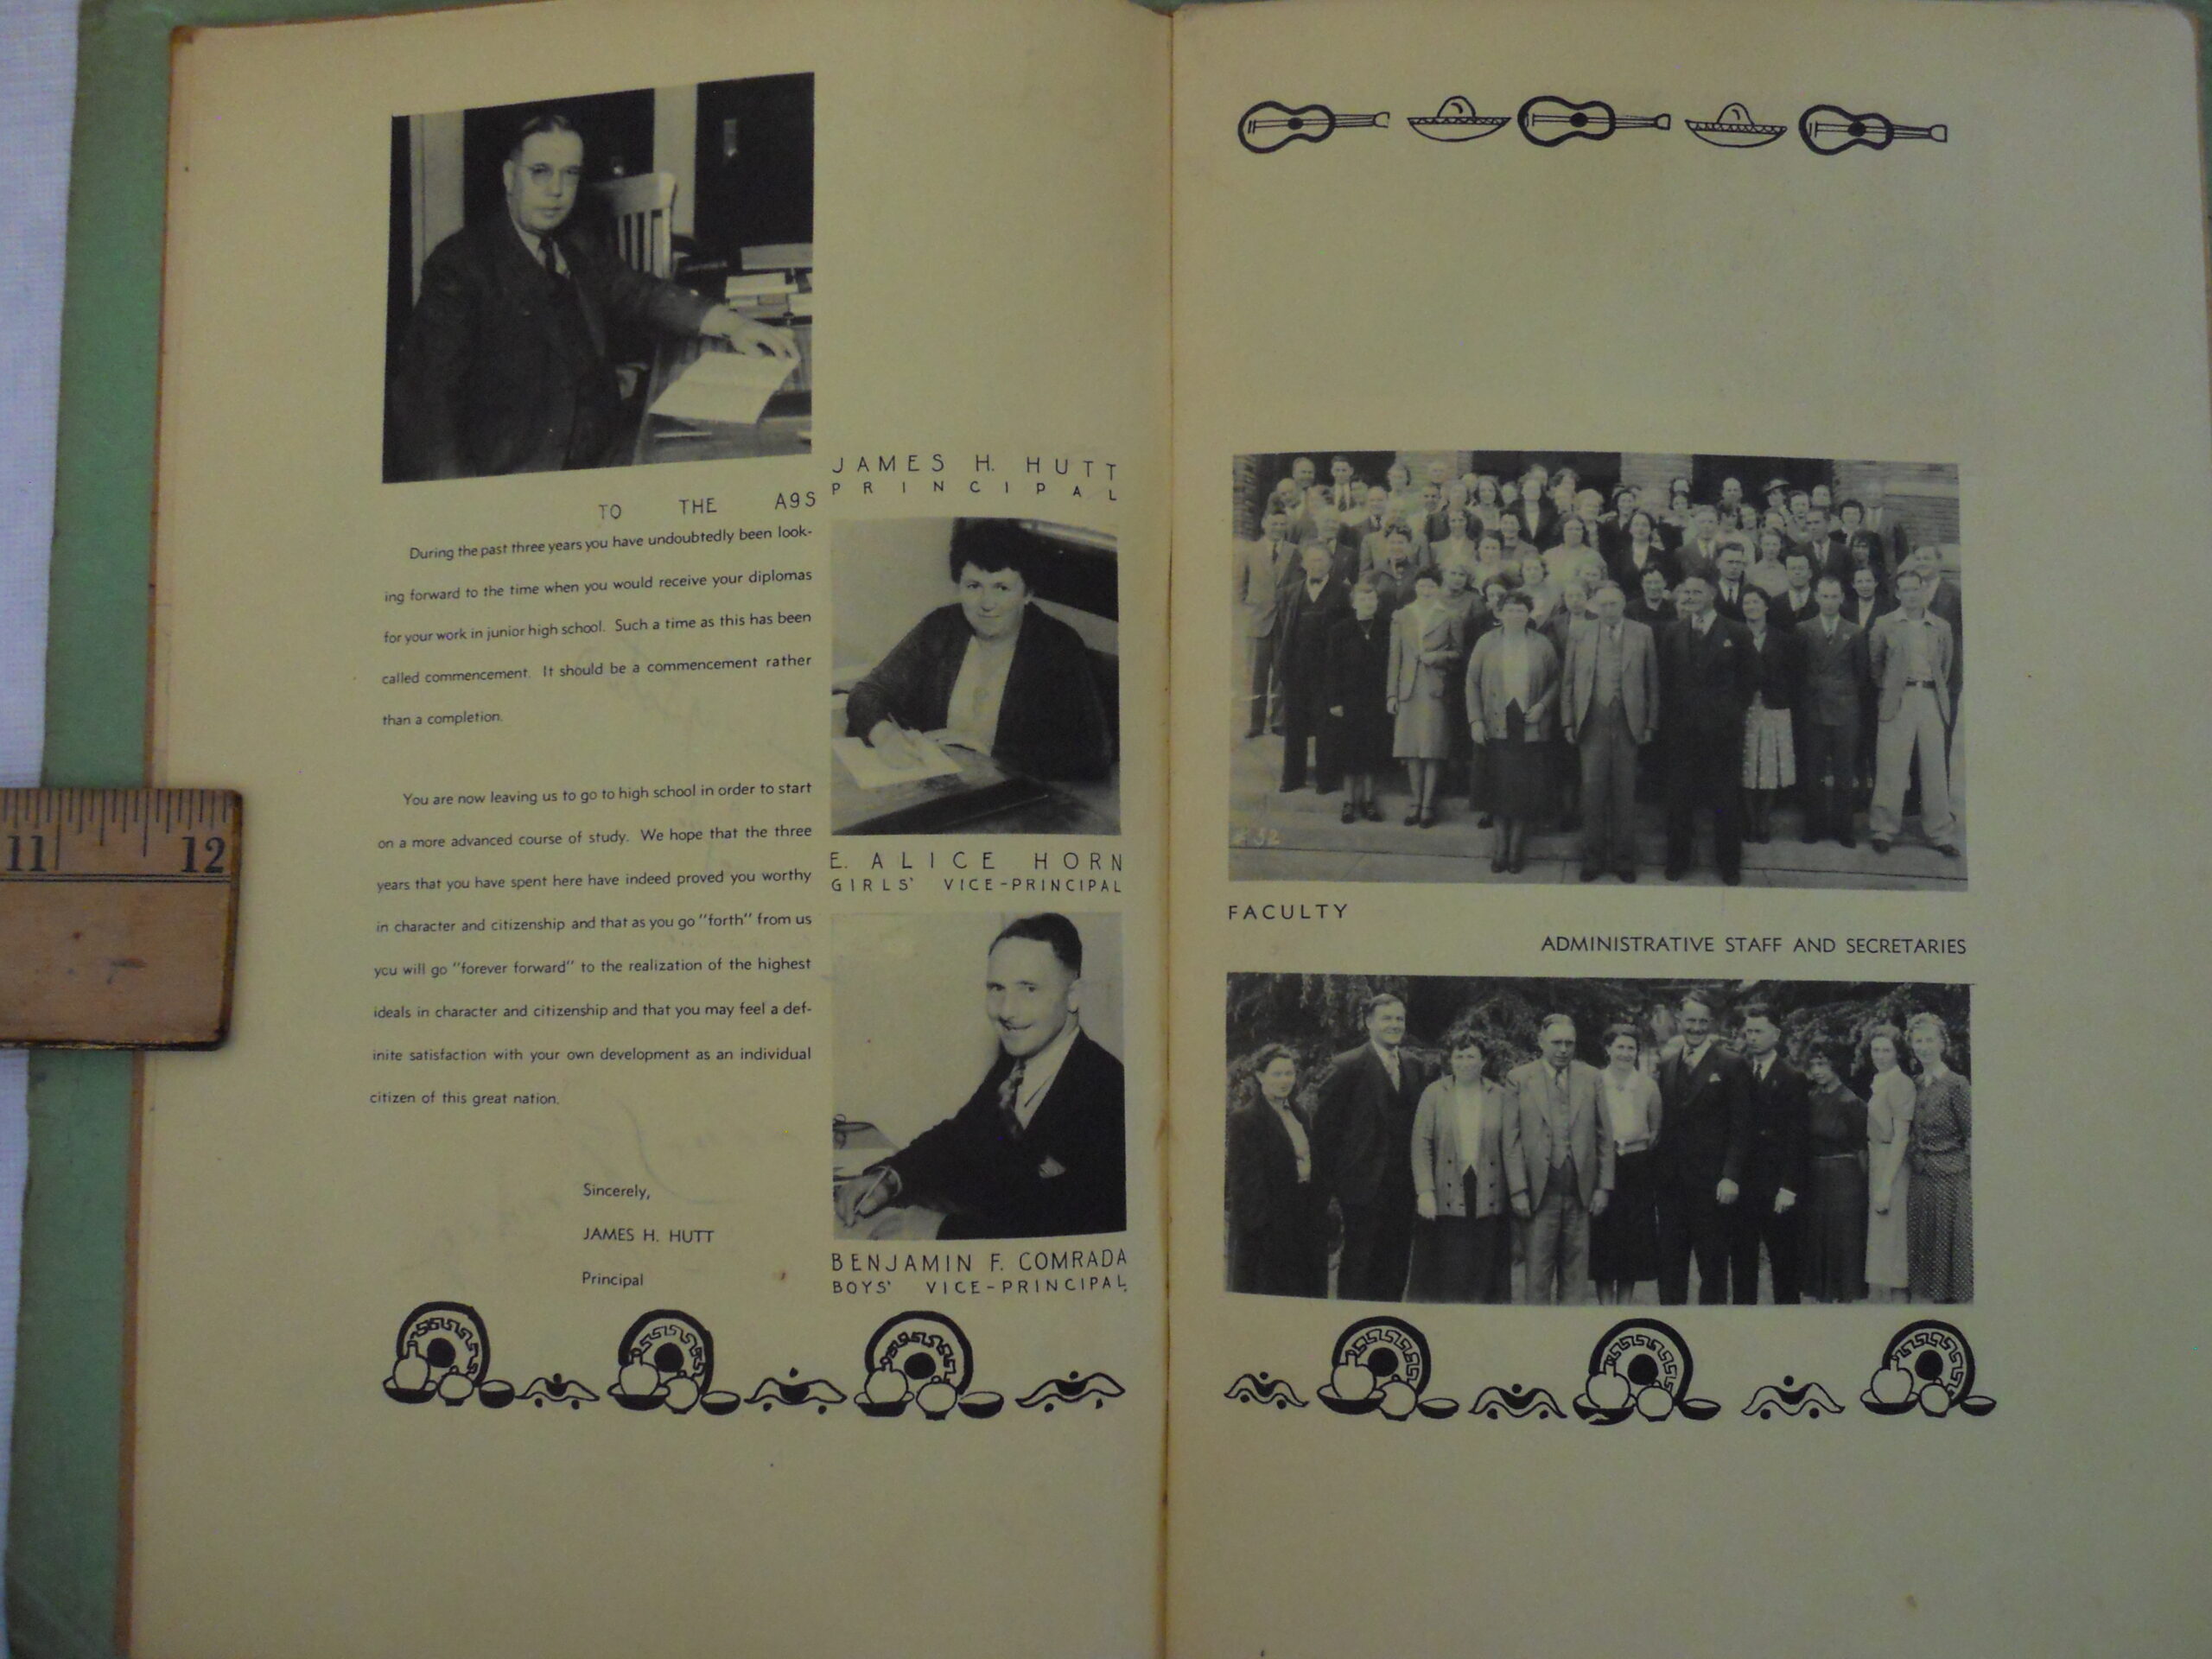 JAMES H. HUTT
PRINCIPAL
TO THE A9S
During the past three years you have undoubtedly been look-
ing forward to the time when you would receive your diplomas
for your work in junior high school. Such a time as this has been
called commencement. It should be a commencement rather
than a completion.
You are now leaving us to go to high school in order to start
on a more advanced course of study. We hope that the three
years that you have spent here have indeed proved you worthy
in character and citizenship and that as you go "forth" from us
you will go "forever forward" to the realization of the highest
ideals in character and citizenship and that you may feel a def-
inite satisfaction with your own development as an individual
citizen of this great nation.
Sincerely,
JAMES H. HUTT
Principal
E. ALICE HORN
GIRLS' VICE-PRINCIPAL
BENJAMIN F. COMRADA
BOYS' VICE-PRINCIPAL
FACULTY
ADMINISTRATIVE STAFF AND SECRETARIES
11 12